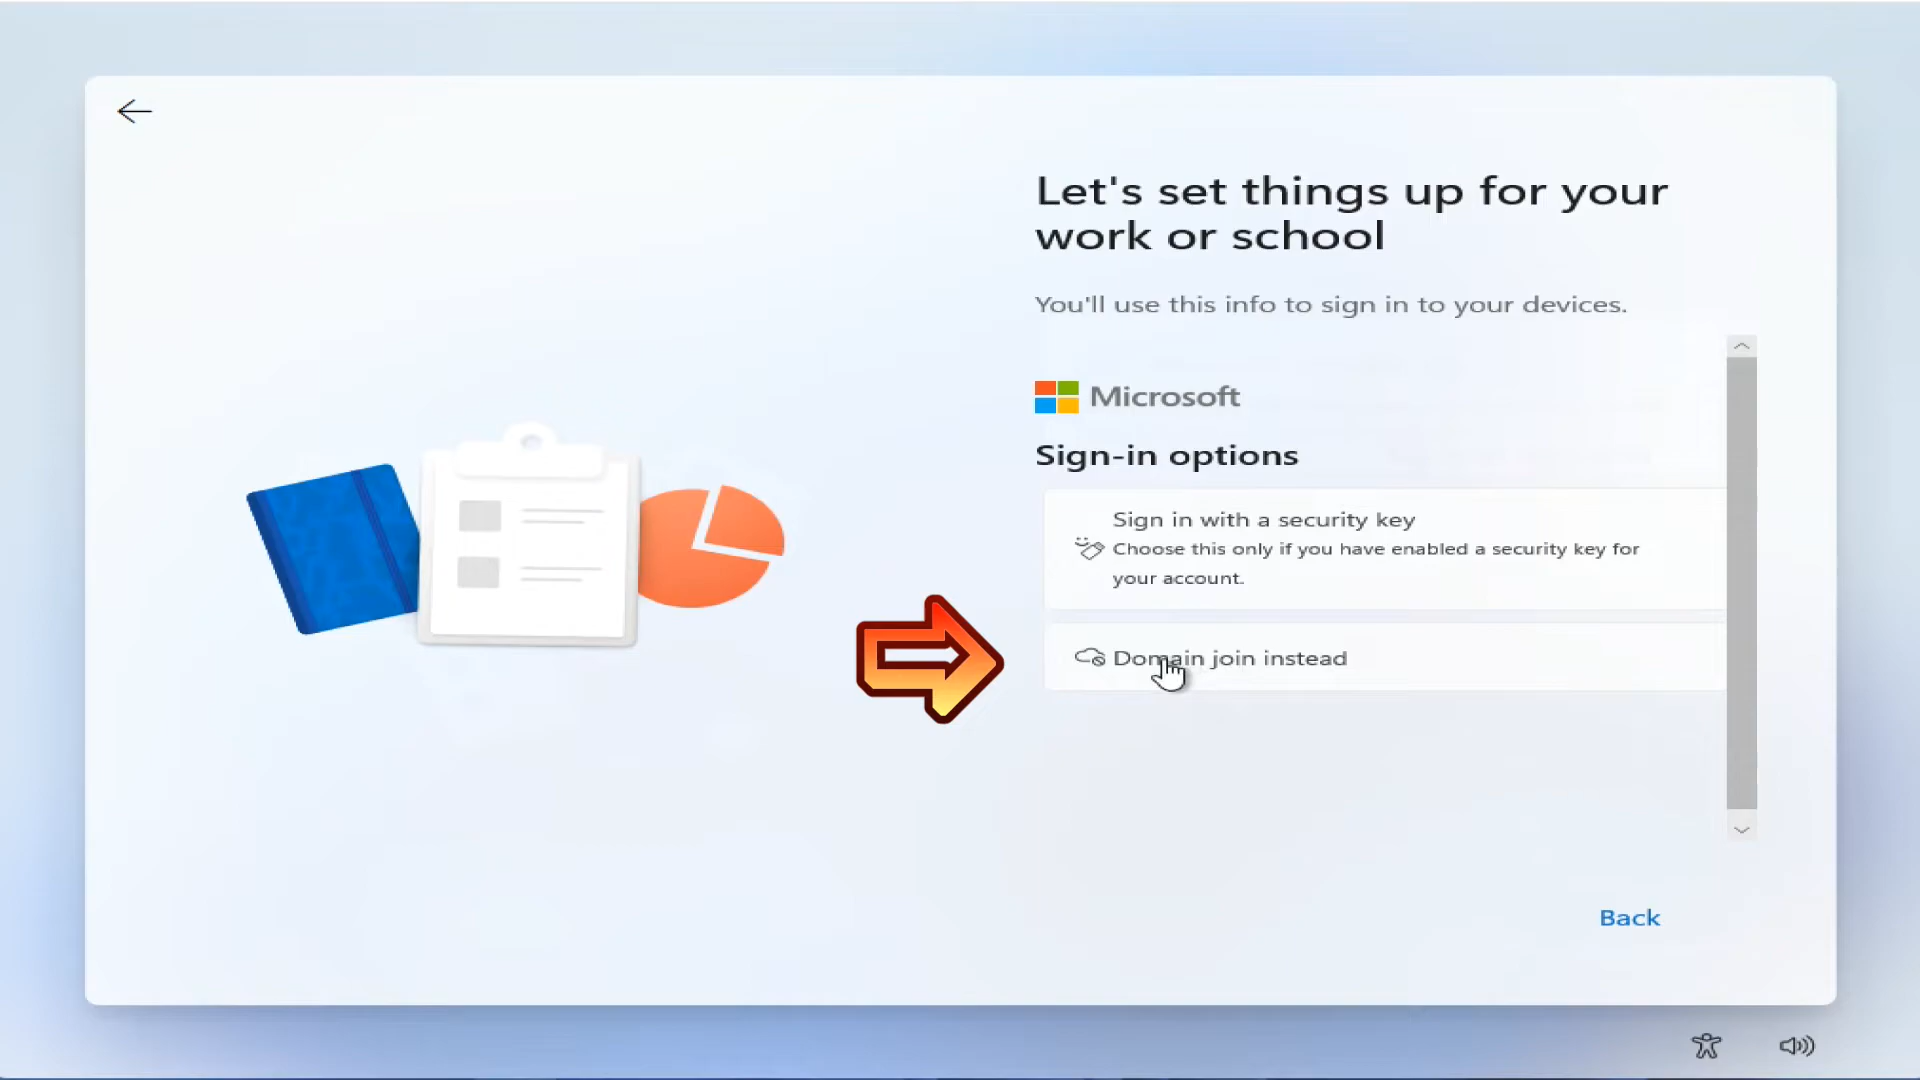 Let's set things up for your
work or school
You'll use this info to sign in to your devices.
Microsoft
Sign-in options
Sign in with a security key
Choose this only if you have enabled a security key for
your account.
Domain join instead
Back